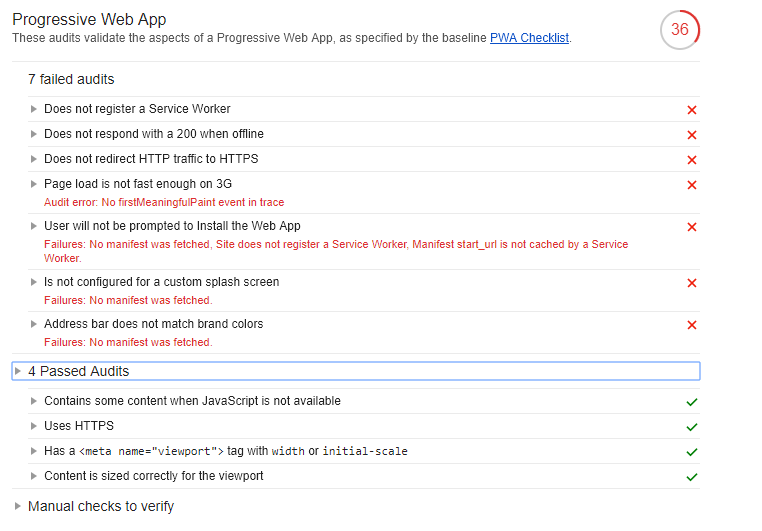 Progressive Web App
These audits validate the aspects of a Progressive Web App, as specified by the baseline PWA Checklist.
36
7 failed audits
Does not register a Service Worker
Does not respond with a 200 when offline
Does not redirect HTTP traffic to HTTPS
Page load is not fast enough on 3G
Audit error: No firstMeaningfulPaint event in trace
User will not be prompted to Install the Web App
Failures: No manifest was fetched, Site does not register a Service Worker, Manifest start_url is not cached by a Service
Worker.
Is not configured for a custom splash screen
Failures: No manifest was fetched.
Address bar does not match brand colors
Failures: No manifest was fetched.
4 Passed Audits
Contains some content when JavaScript is not available
Uses HTTPS
Has a <meta name="viewport"> tag with width or initial-scale
Content is sized correctly for the viewport
Manual checks to verify